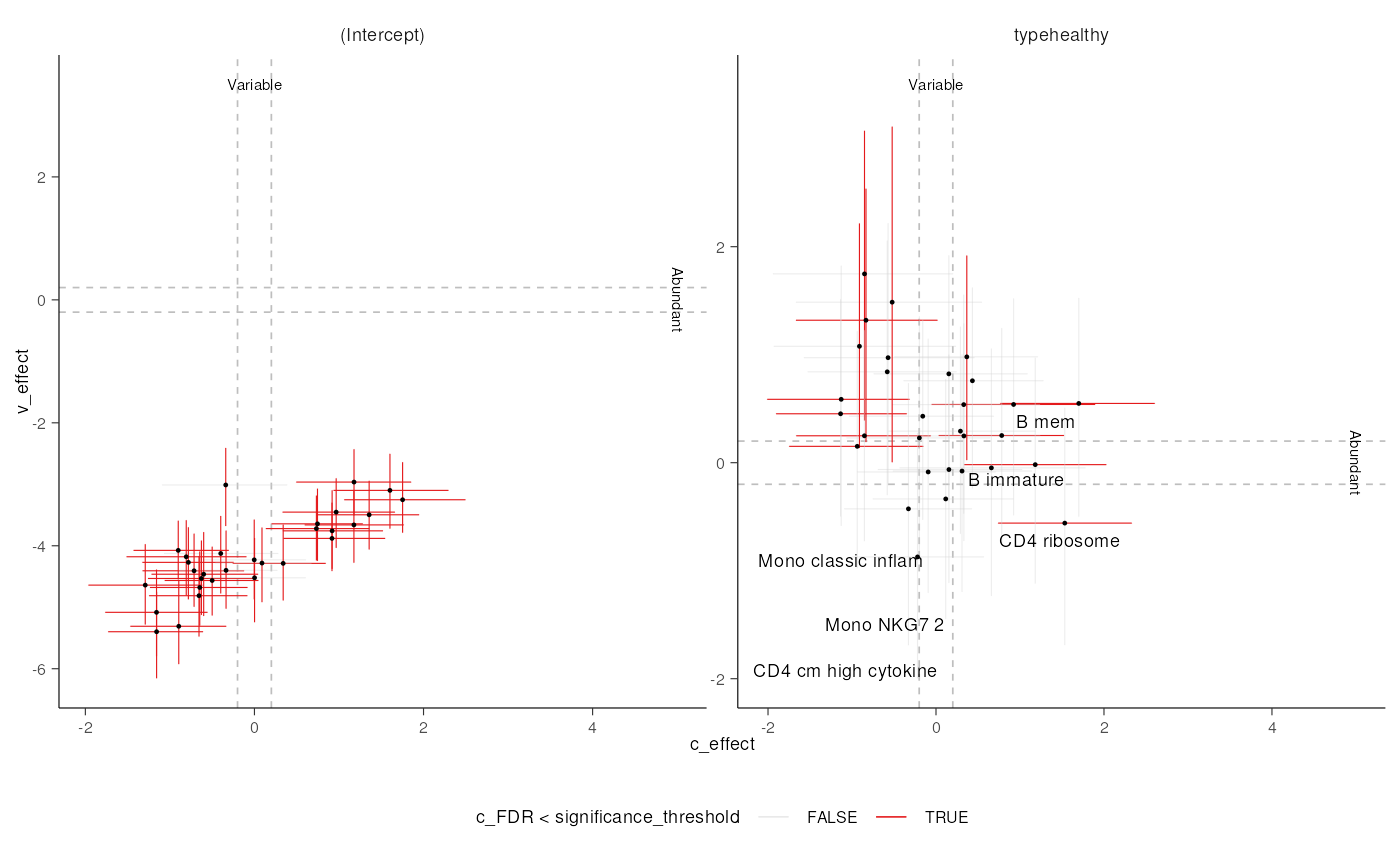 (Intercept)
typehealthy
Variable
Variable
2
0
-2
-4
-6
v_effect
Abundant
2
0
-2
Abundant
B mem
B immature
CD4 ribosome
Mono classic inflam
Mono NKG7 2
CD4 cm high cytokine
-2
0
2
4
-2
0
2
4
c_effect
c_FDR < significance_threshold
FALSE
TRUE